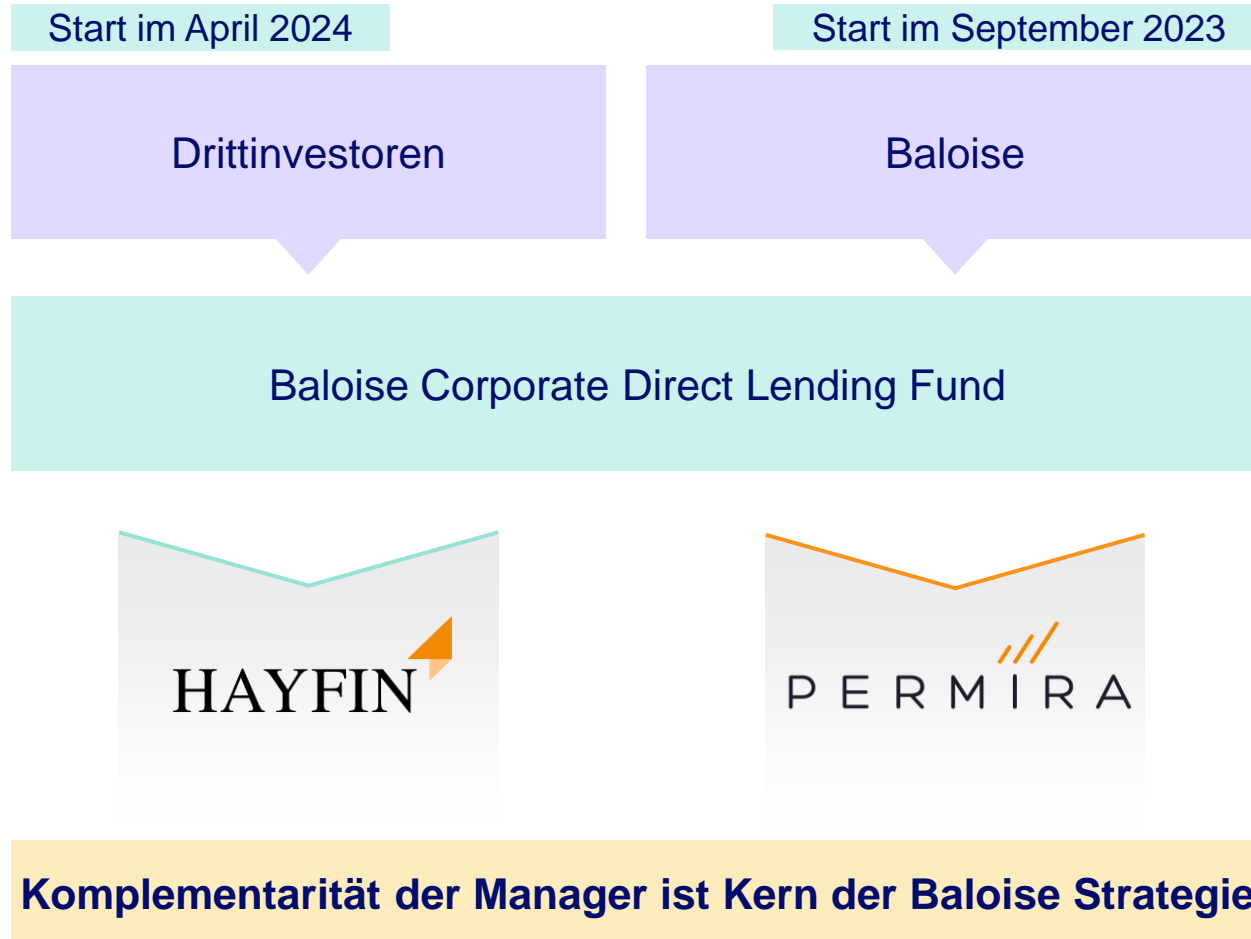 Start im April 2024
Start im September 2023
Drittinvestoren
Baloise
Baloise Corporate Direct Lending Fund
HAYFIN
PERMIRA
Komplementarität der Manager ist Kern der Baloise Strategie